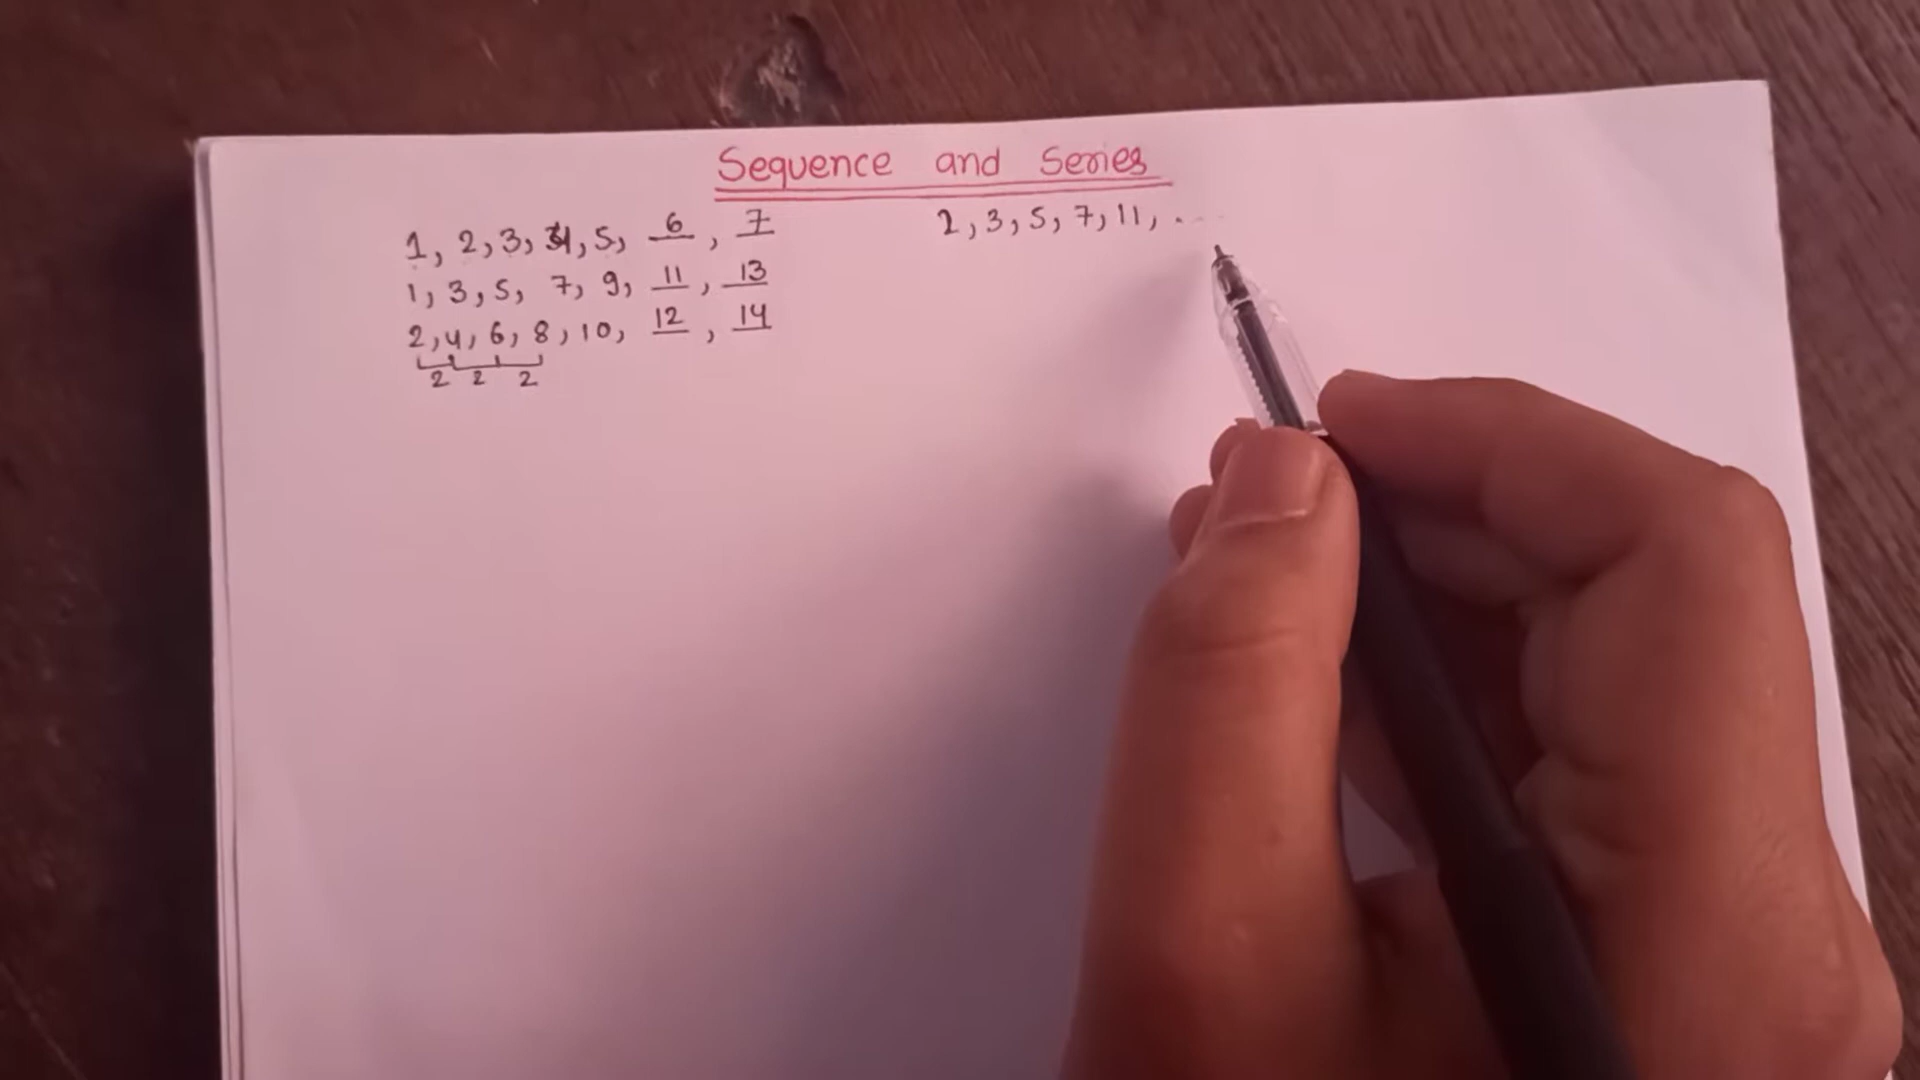 Sequence and Series
1, 2, 3, 4, 5, 6, 7
1, 3, 5, 7, 9, 11, 13
2, 4, 6, 8, 10, 12, 14
2 2 2
2, 3, 5, 7, 11, ....